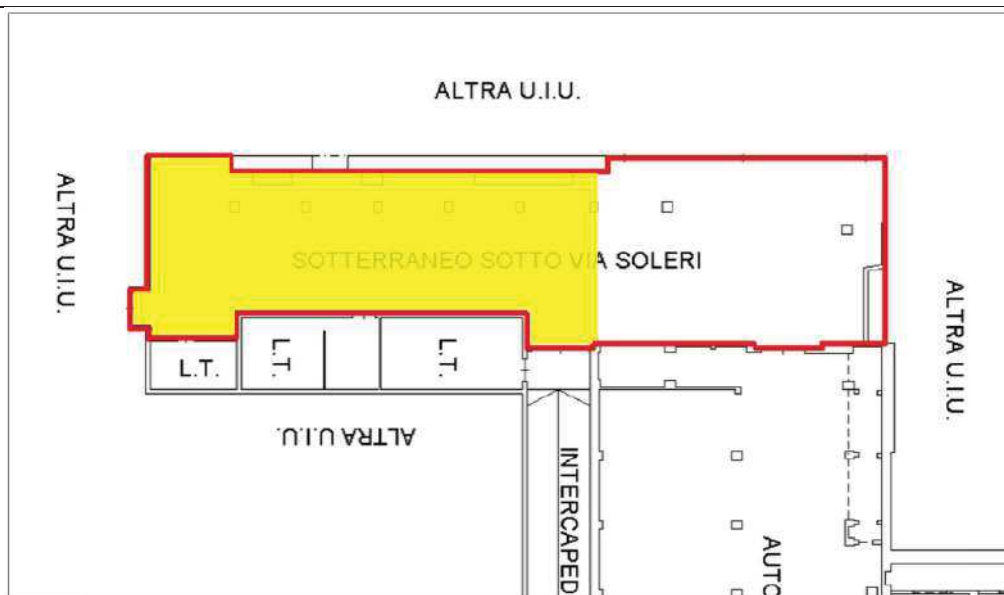 ALTRA U.I.U.
ALTRA U.I.U.
SOTTERRANEO SOTTO VIA SOLERI
ALTRA U.I.U.
L.T.
L.T.
L.T.
ALTRA U.I.U.
INTERCAPED
AUTO